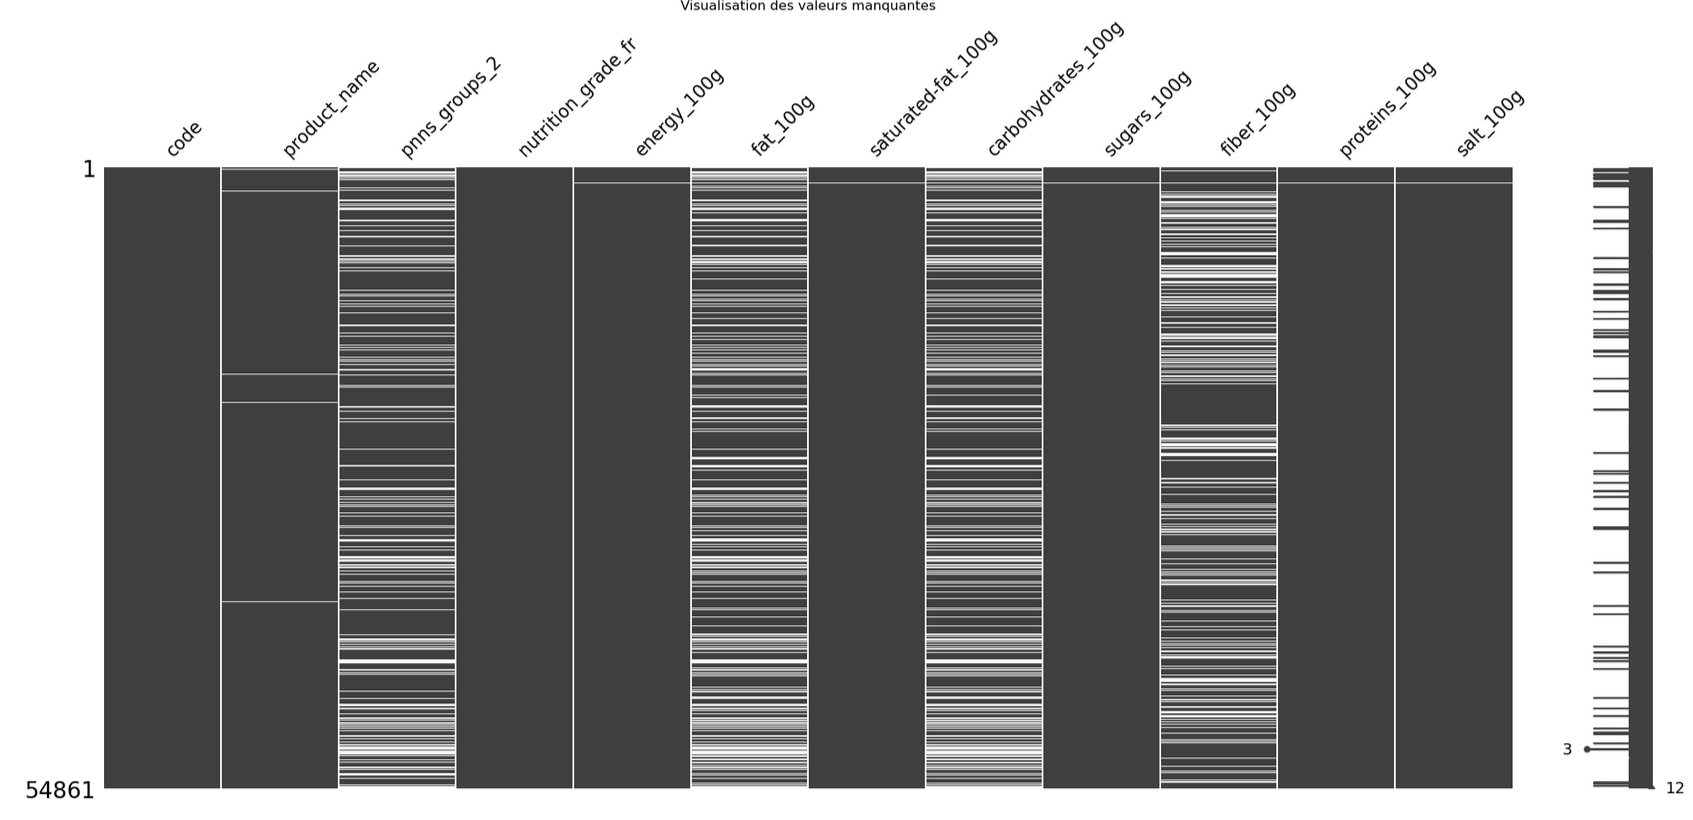 Visualisation des valeurs manquantes
code
product_name
pnns_groups_2
nutrition_grade_fr
energy_100g
fat_100g
saturated-fat_100g
carbohydrates_100g
sugars_100g
fiber_100g
proteins_100g
salt_100g
1
3
54861
12